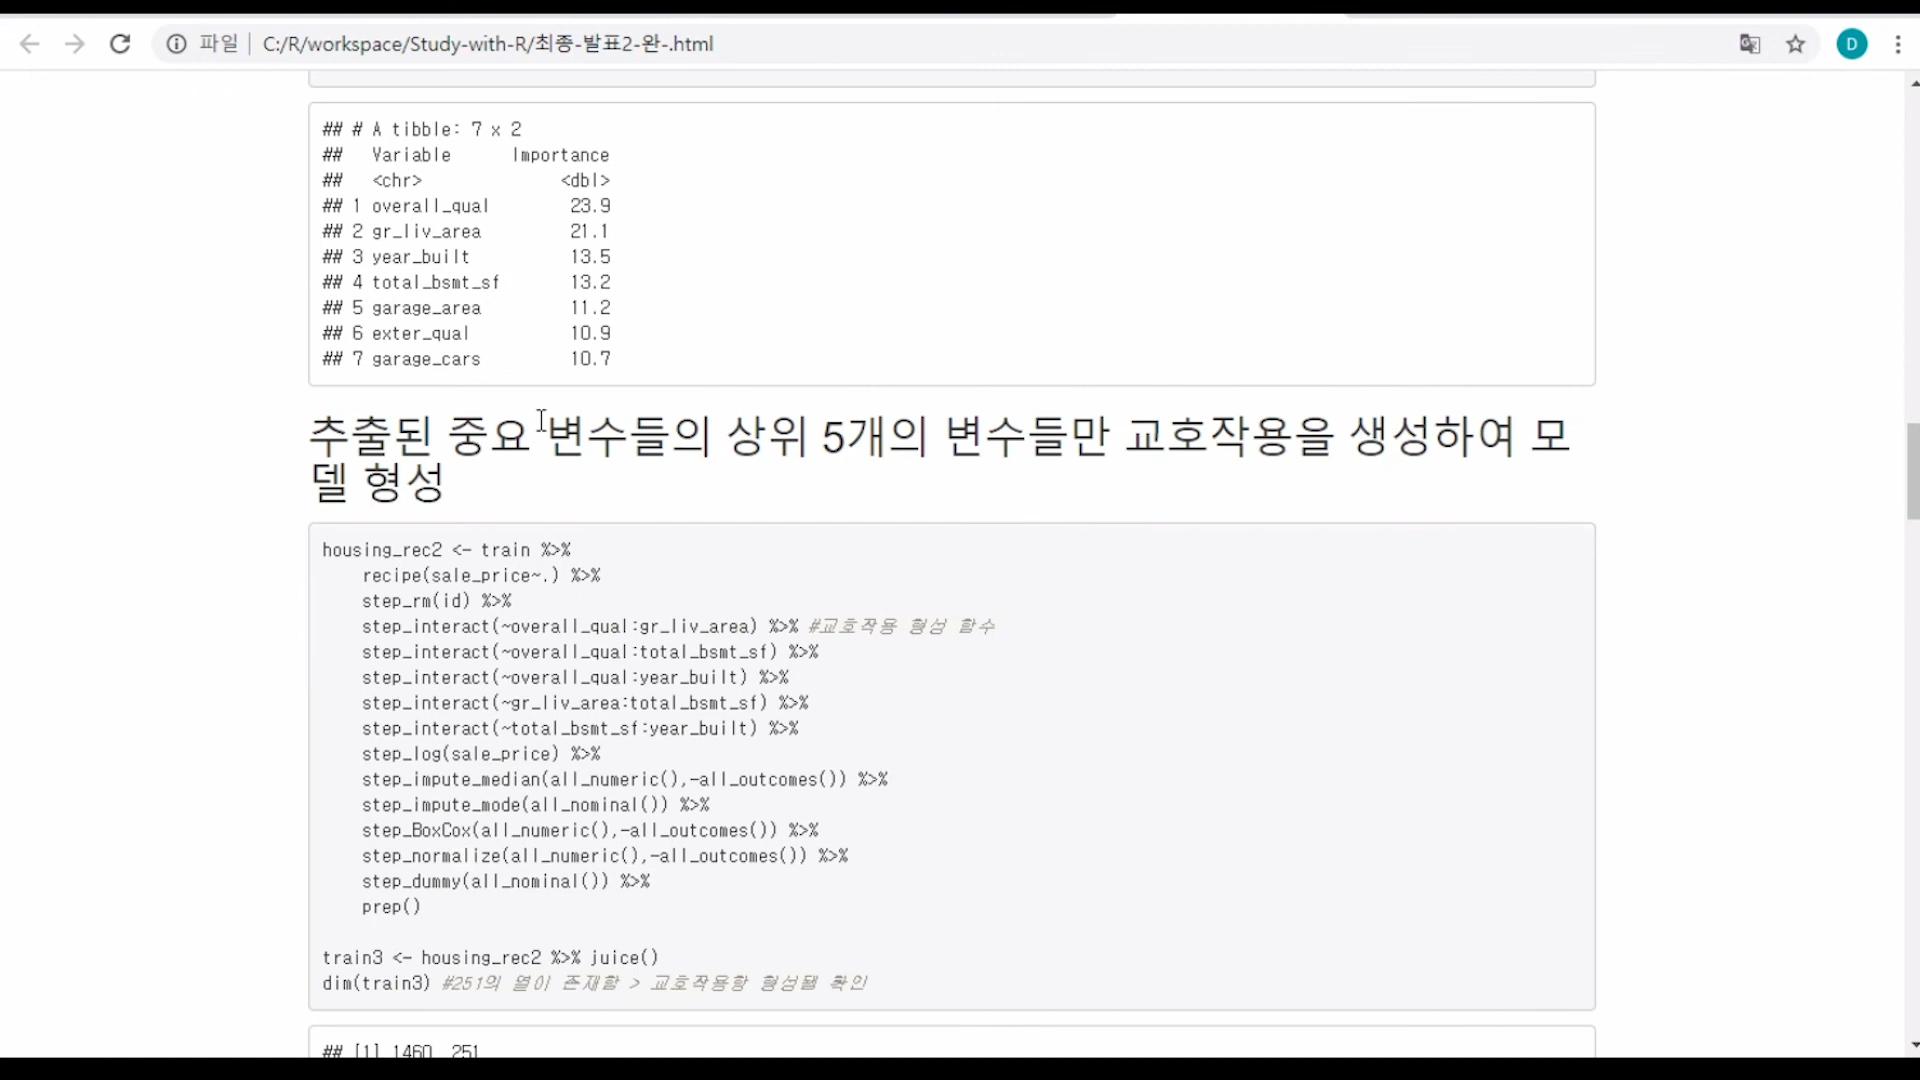 파일 C:/R/workspace/Study-with-R/최종-발표2-완-.html
D
## # A tibble: 7 x 2
##   Variable      Importance
##   <chr>              <dbl>
## 1 overall_qual        23.9
## 2 gr_liv_area         21.1
## 3 year_built          13.5
## 4 total_bsmt_sf       13.2
## 5 garage_area         11.2
## 6 exter_qual          10.9
## 7 garage_cars         10.7
추출된 중요 변수들의 상위 5개의 변수들만 교호작용을 생성하여 모
델 형성
housing_rec2 <- train %>%
    recipe(sale_price~.) %>%
    step_rm(id) %>%
    step_interact(~overall_qual:gr_liv_area) %>% #교호작용 형성 함수
    step_interact(~overall_qual:total_bsmt_sf) %>%
    step_interact(~overall_qual:year_built) %>%
    step_interact(~gr_liv_area:total_bsmt_sf) %>%
    step_interact(~total_bsmt_sf:year_built) %>%
    step_log(sale_price) %>%
    step_impute_median(all_numeric(),-all_outcomes()) %>%
    step_impute_mode(all_nominal()) %>%
    step_BoxCox(all_numeric(),-all_outcomes()) %>%
    step_normalize(all_numeric(),-all_outcomes()) %>%
    step_dummy(all_nominal()) %>%
    prep()
train3 <- housing_rec2 %>% juice()
dim(train3) #251의 열이 존재함 > 교호작용항 형성됨 확인
## [1] 1460  251